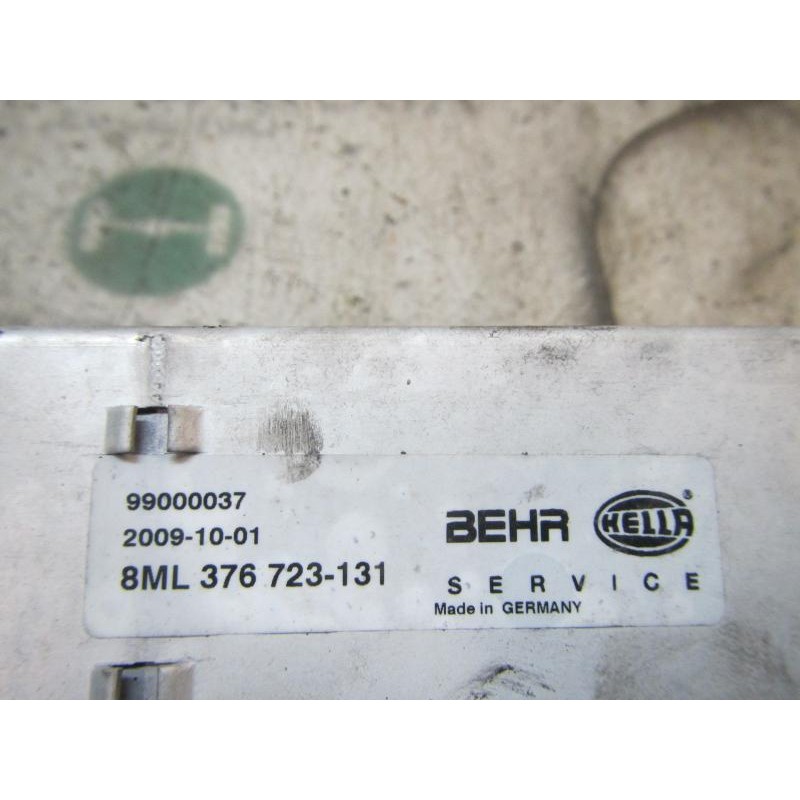 99000037
2009-10-01
8ML 376 723-131
BEHR HELLA®
SERVICE
Made in GERMANY